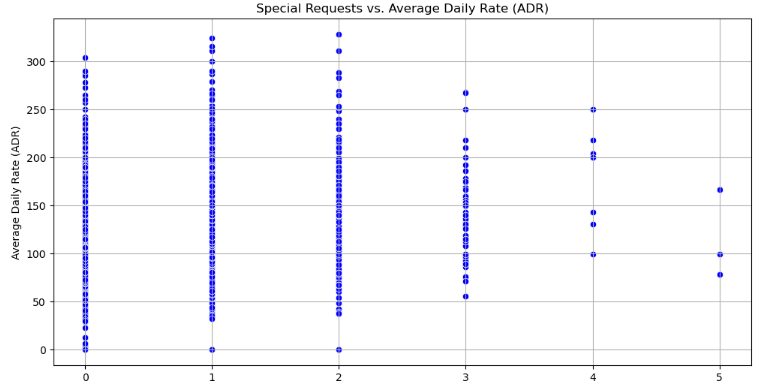 Special Requests vs. Average Daily Rate (ADR)
Average Daily Rate (ADR)
300
250
200
150
100
50
0
0 1 2 3 4 5